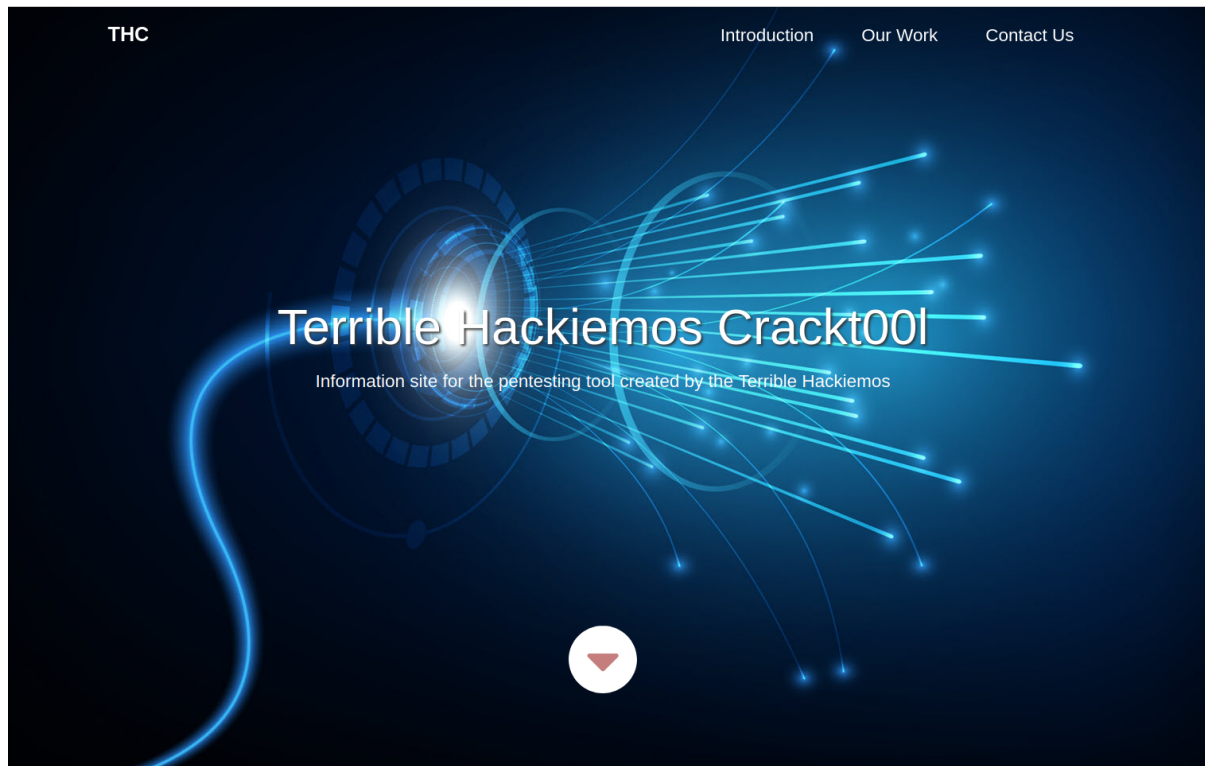 THC
Introduction
Our Work
Contact Us
Terrible Hackiemos Crackt00l
Information site for the pentesting tool created by the Terrible Hackiemos